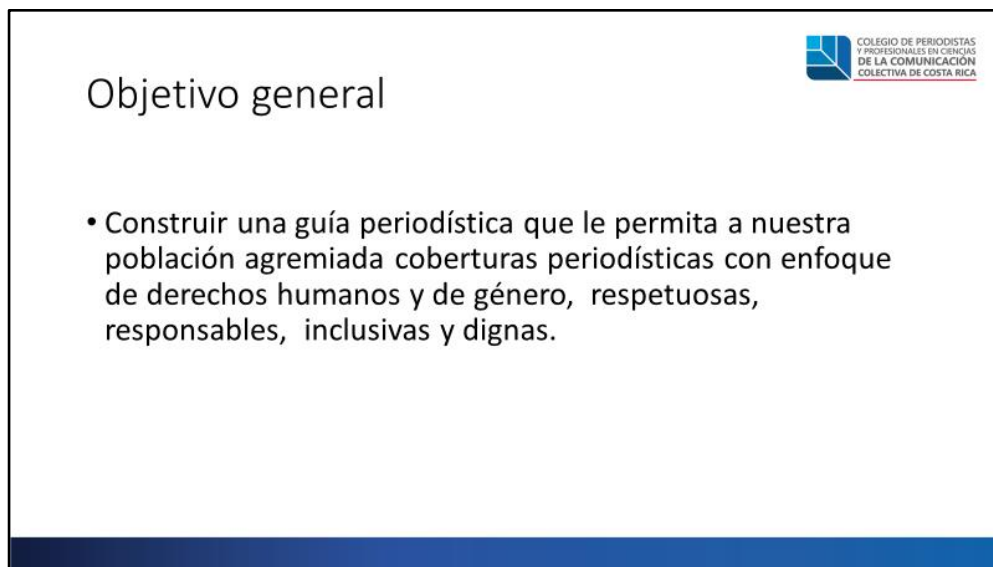 COLEGIO DE PERIODISTAS
Y PROFESIONALES EN CIENCIAS
DE LA COMUNICACIÓN
COLECTIVA DE COSTA RICA
Objetivo general
• Construir una guía periodística que le permita a nuestra
población agremiada coberturas periodísticas con enfoque
de derechos humanos y de género, respetuosas,
responsables, inclusivas y dignas.